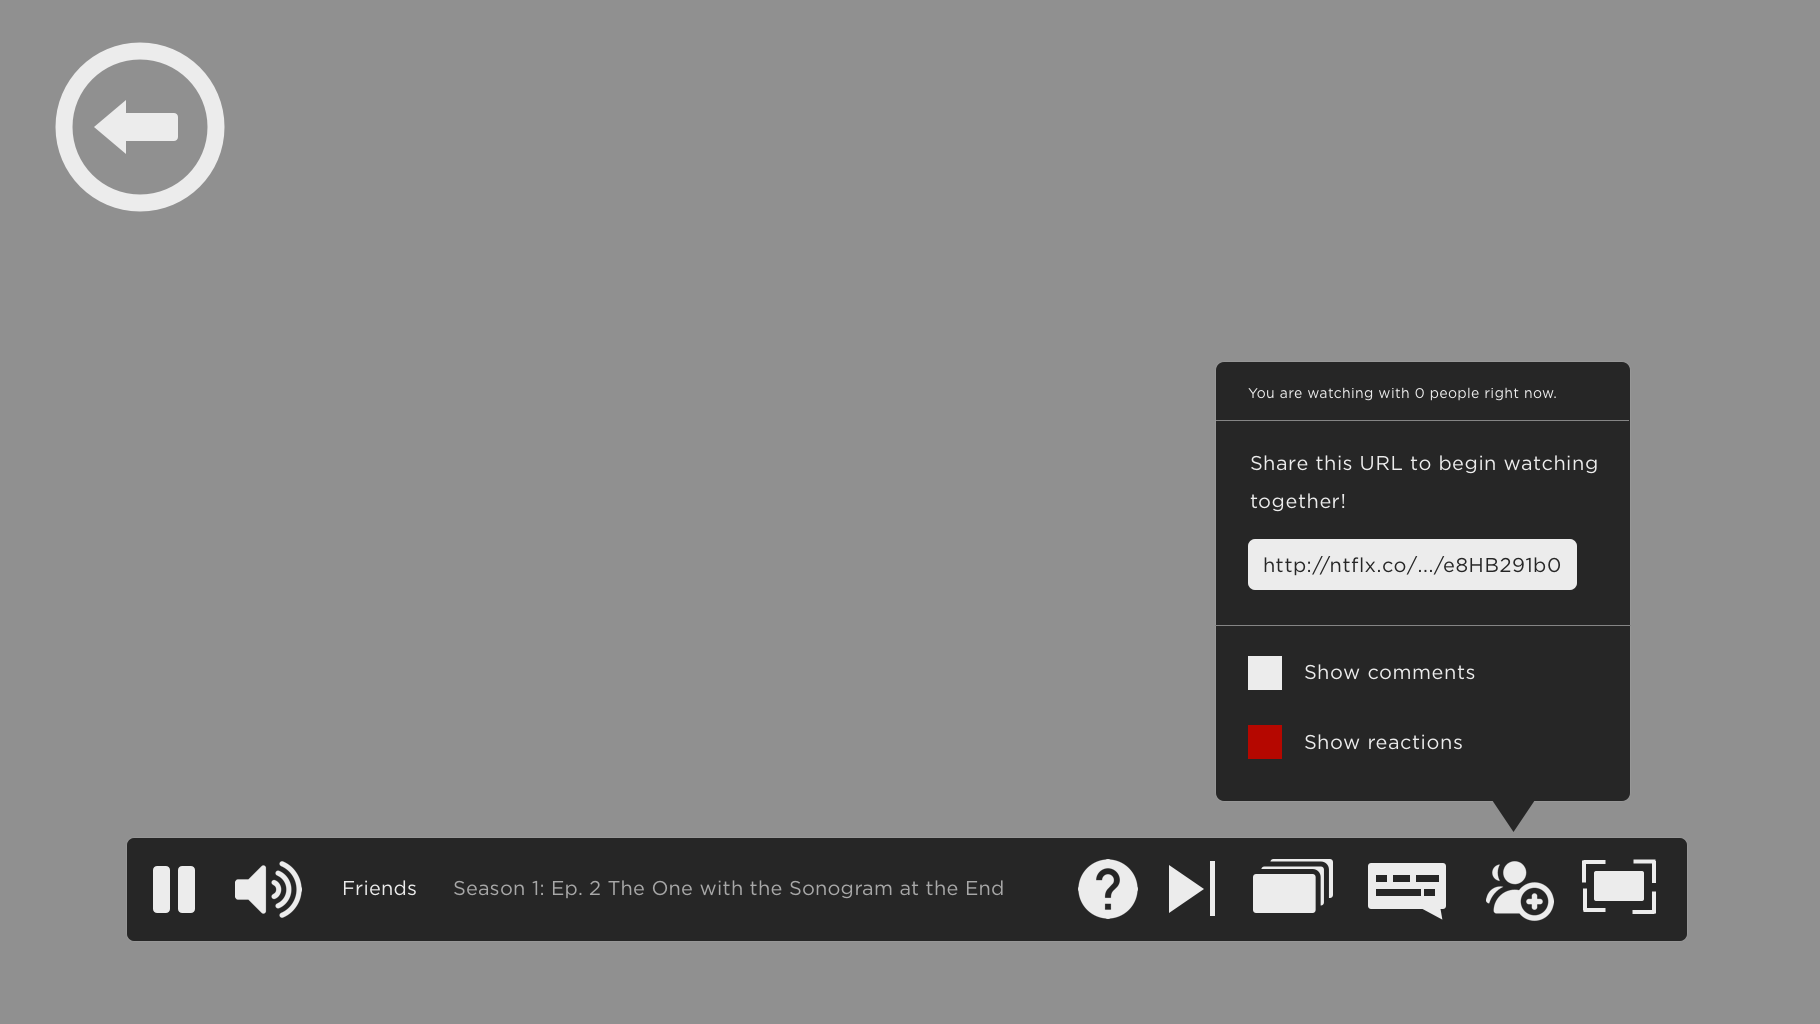 You are watching with 0 people right now.
Share this URL to begin watching
together!
http://ntflx.co/.../e8HB291b0
Show comments
Show reactions
Friends Season 1: Ep. 2 The One with the Sonogram at the End ?